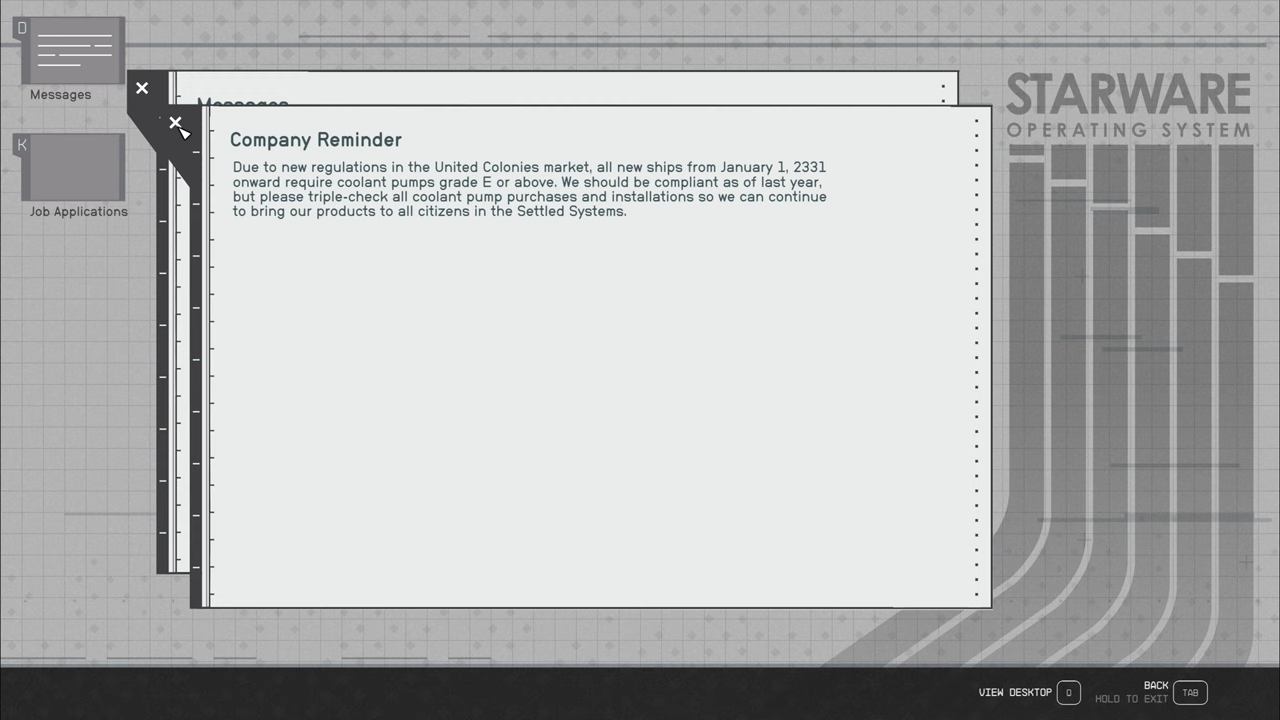 D
Messages
K
Job Applications
Messages
Company Reminder
Due to new regulations in the United Colonies market, all new ships from January 1, 2331
onward require coolant pumps grade E or above. We should be compliant as of last year,
but please triple-check all coolant pump purchases and installations so we can continue
to bring our products to all citizens in the Settled Systems.
STARWARE
OPERATING SYSTEM
VIEW DESKTOP Q
BACK
HOLD TO EXIT TAB